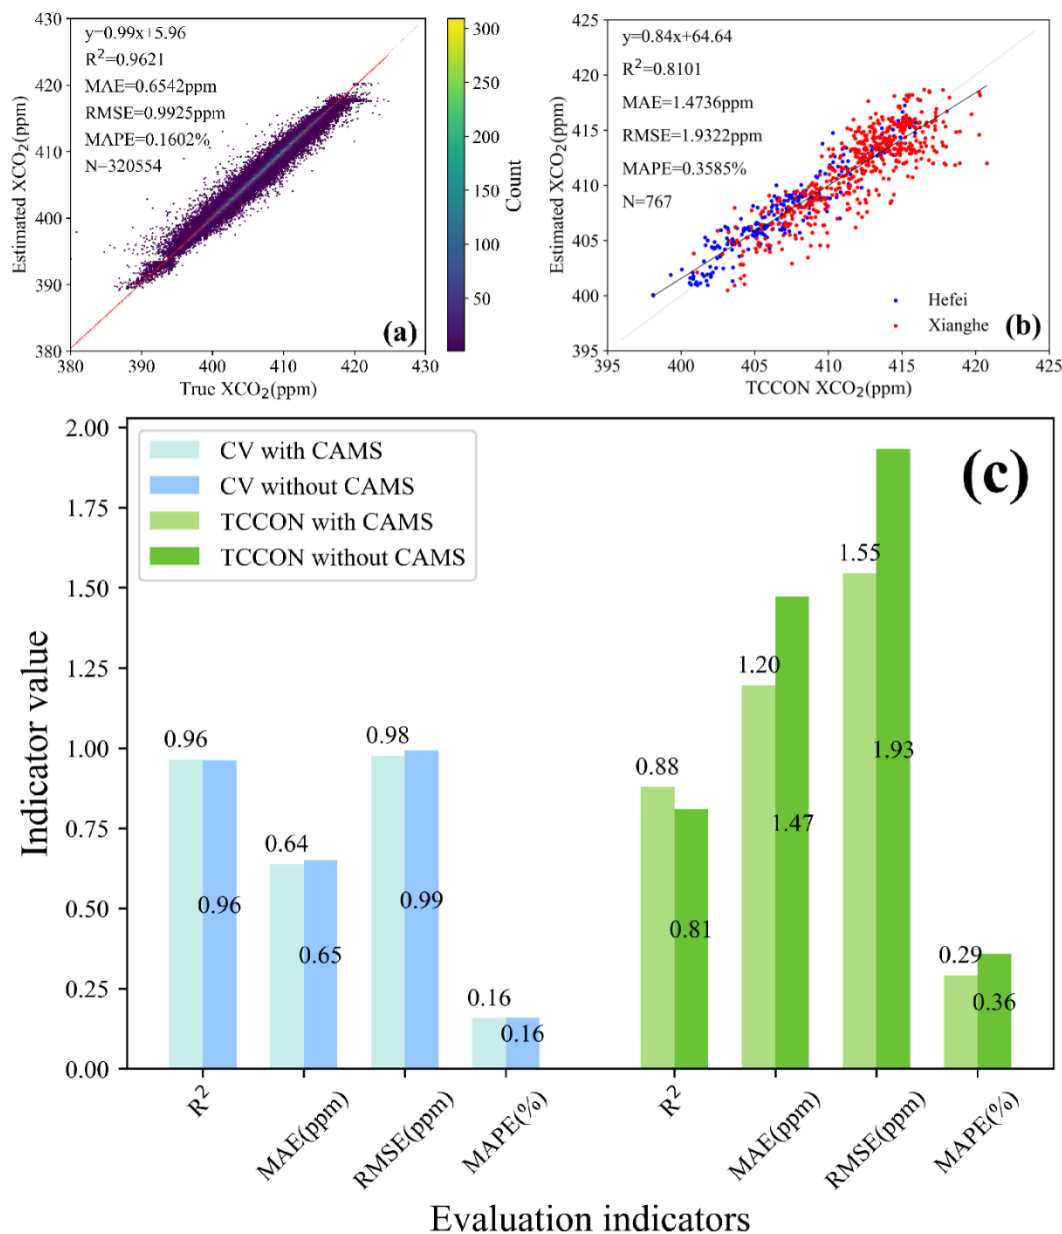 430
420
410
400
390
380
Estimated XCO₂(ppm)
y=0.99x+5.96
R²=0.9621
MAE=0.6542ppm
RMSE=0.9925ppm
MAPE=0.1602%
N=320554
(a)
380 390 400 410 420 430
True XCO₂(ppm)
300
250
200
150
100
50
Count
425
420
415
410
405
400
395
Estimated XCO₂(ppm)
y=0.84x+64.64
R²=0.8101
MAE=1.4736ppm
RMSE=1.9322ppm
MAPE=0.3585%
N=767
Hefei
Xianghe
(b)
395 400 405 410 415 420 425
TCCON XCO₂(ppm)
2.00
1.75
1.50
1.25
1.00
0.75
0.50
0.25
0.00
Indicator value
CV with CAMS
CV without CAMS
TCCON with CAMS
TCCON without CAMS
(c)
0.96
0.96
0.64
0.65
0.98
0.99
0.16
0.16
0.88
0.81
1.20
1.47
1.55
1.93
0.29
0.36
R²
MAE(ppm)
RMSE(ppm)
MAPE(%)
R²
MAE(ppm)
RMSE(ppm)
MAPE(%)
Evaluation indicators